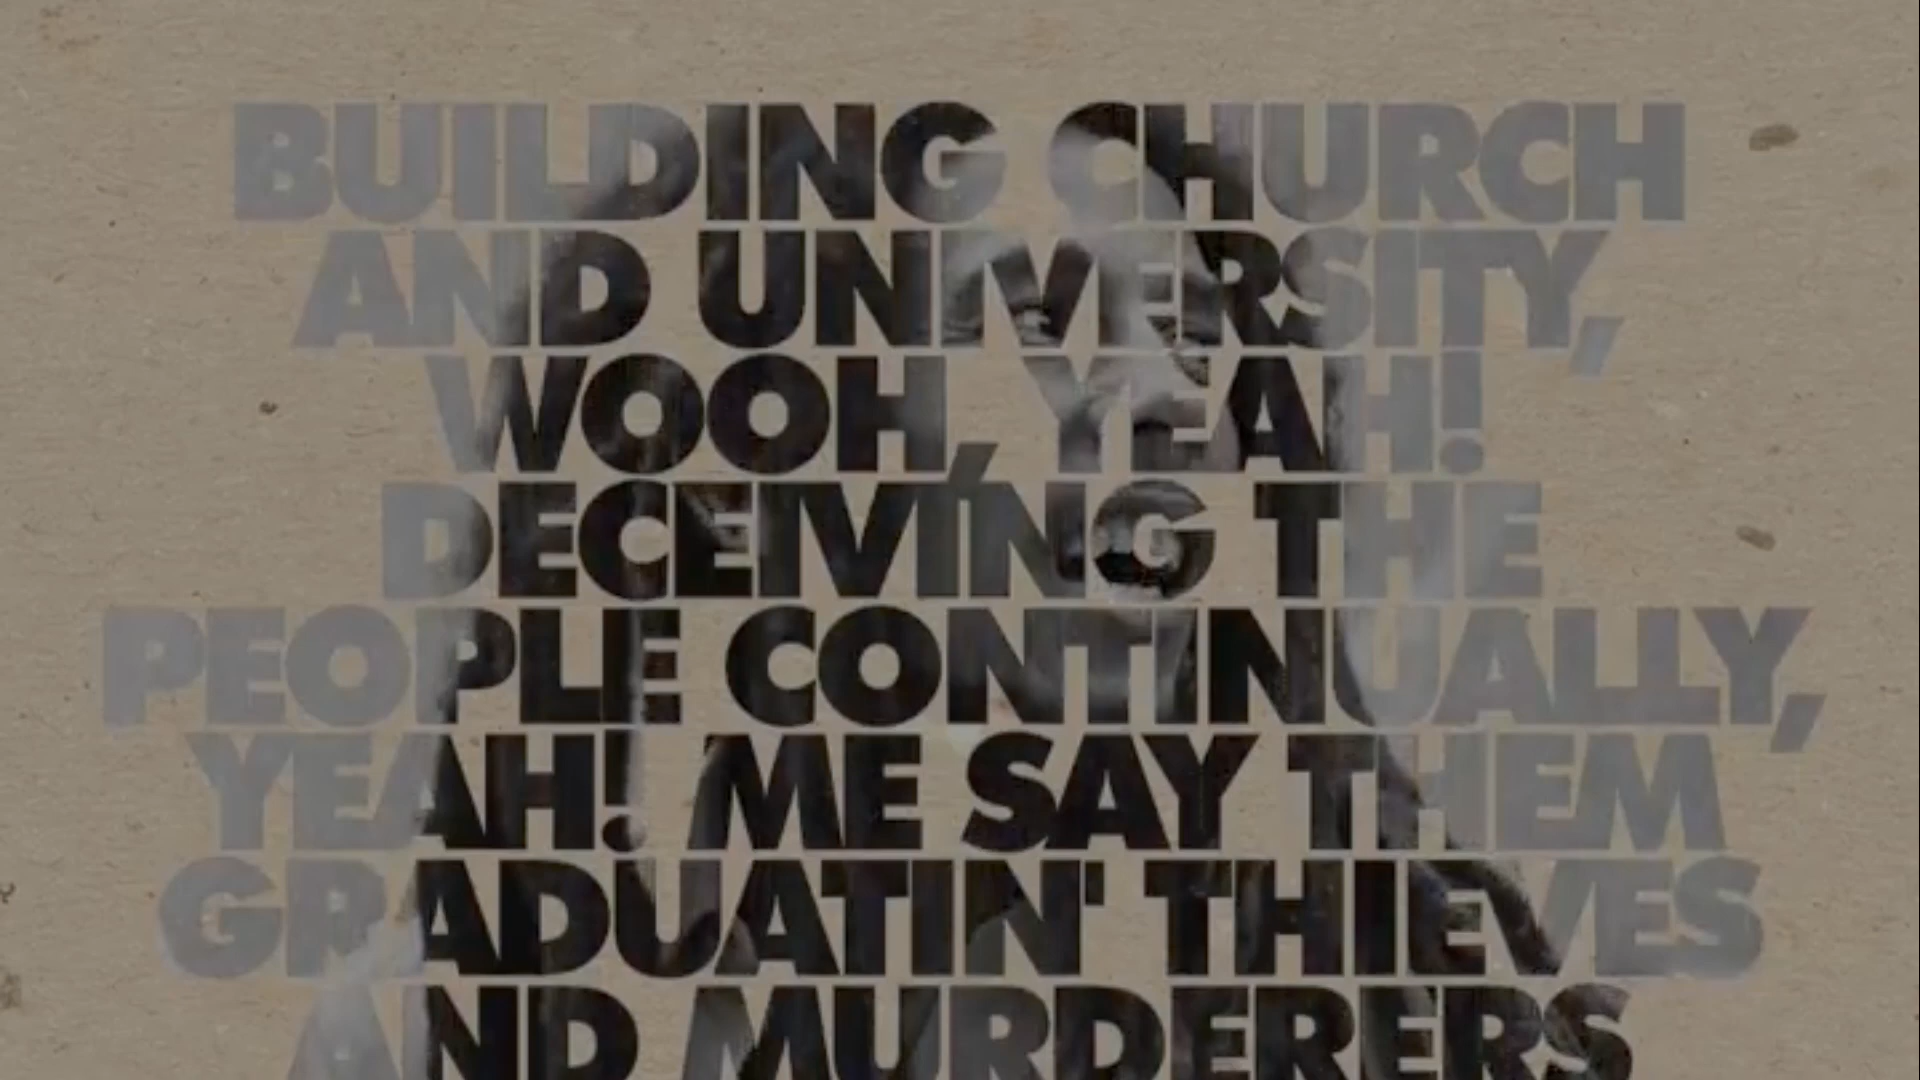 BUILDING CHURCH
AND UNIVERSITY,
WOOH, YEAH!
DECEIVING THE
PEOPLE CONTINUALLY,
YEAH! ME SAY THEM
GRADUATIN' THIEVES
AND MURDERERS